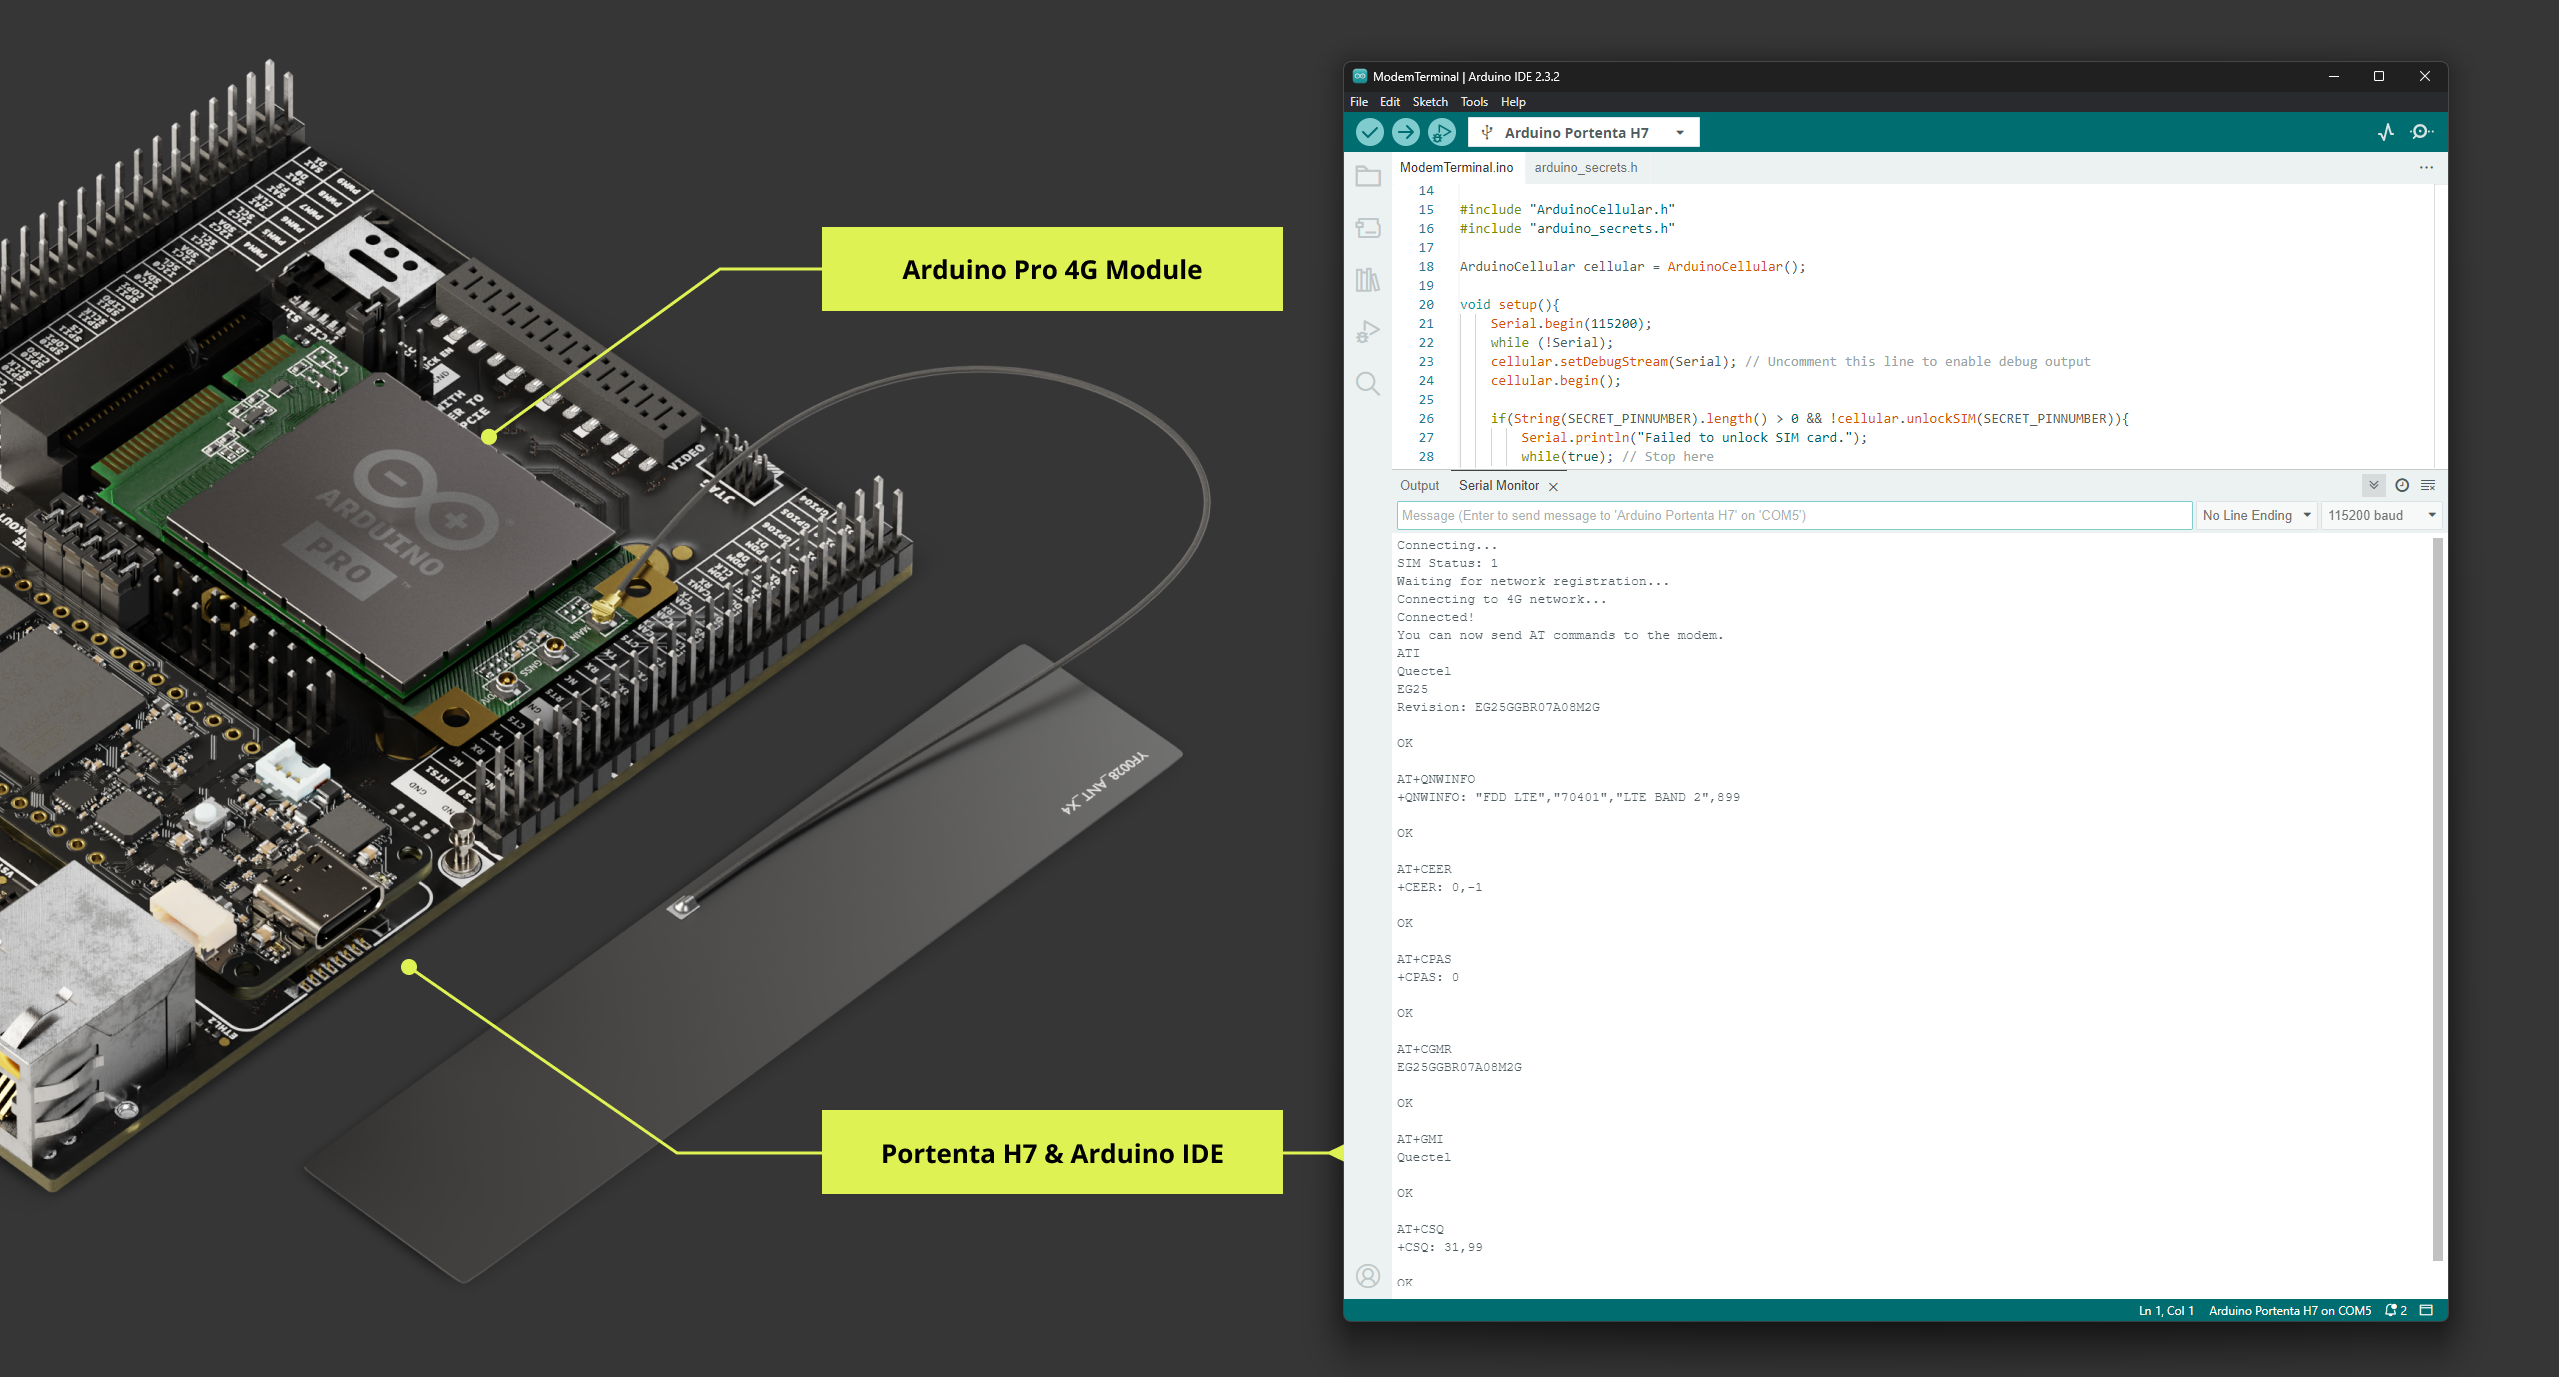 Arduino Pro 4G Module
Portenta H7 & Arduino IDE
ARDUINO
PRO
VIDEO
JTAG
MAIN
GNSS
YF0028_ANT_X4
ETHL2
PWM9
PWM8
PWM7
PWM6
PWM5
PWM4
ModemTerminal | Arduino IDE 2.3.2
File Edit Sketch Tools Help
Arduino Portenta H7
ModemTerminal.ino arduino_secrets.h
14
15 #include "ArduinoCellular.h"
16 #include "arduino_secrets.h"
17
18 ArduinoCellular cellular = ArduinoCellular();
19
20 void setup(){
21 Serial.begin(115200);
22 while (!Serial);
23 cellular.setDebugStream(Serial); // Uncomment this line to enable debug output
24 cellular.begin();
25
26 if(String(SECRET_PINNUMBER).length() > 0 && !cellular.unlockSIM(SECRET_PINNUMBER)){
27 Serial.println("Failed to unlock SIM card.");
28 while(true); // Stop here
Output Serial Monitor
Message (Enter to send message to 'Arduino Portenta H7' on 'COM5')
No Line Ending 115200 baud
Connecting...
SIM Status: 1
Waiting for network registration...
Connecting to 4G network...
Connected!
You can now send AT commands to the modem.
ATI
Quectel
EG25
Revision: EG25GGBR07A08M2G
OK
AT+QNWINFO
+QNWINFO: "FDD LTE","70401","LTE BAND 2",899
OK
AT+CEER
+CEER: 0,-1
OK
AT+CPAS
+CPAS: 0
OK
AT+CGMR
EG25GGBR07A08M2G
OK
AT+GMI
Quectel
OK
AT+CSQ
+CSQ: 31,99
OK
Ln 1, Col 1 Arduino Portenta H7 on COM5 2